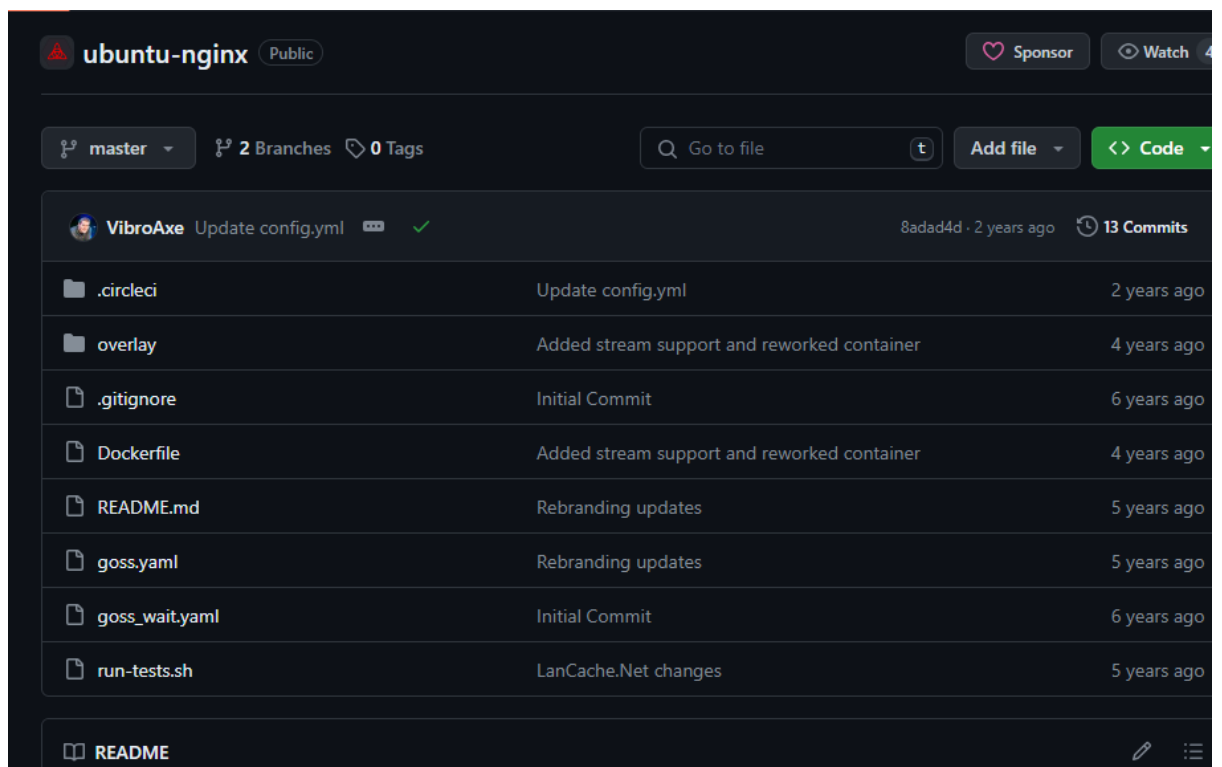 ubuntu-nginx Public Sponsor Watch 4
master 2 Branches 0 Tags Go to file t Add file Code
VibroAxe Update config.yml 8adad4d · 2 years ago 13 Commits
.circleci Update config.yml 2 years ago
overlay Added stream support and reworked container 4 years ago
.gitignore Initial Commit 6 years ago
Dockerfile Added stream support and reworked container 4 years ago
README.md Rebranding updates 5 years ago
goss.yaml Rebranding updates 5 years ago
goss_wait.yaml Initial Commit 6 years ago
run-tests.sh LanCache.Net changes 5 years ago
README